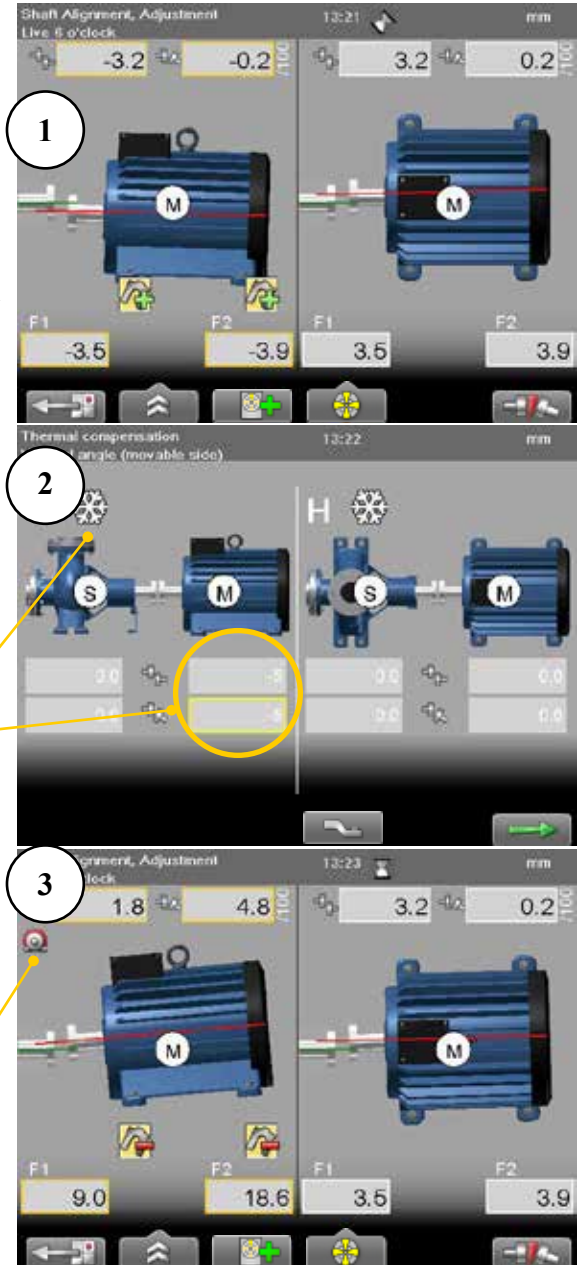 Shaft Alignment, Adjustment 13:21 mm
Live 6 o'clock
-3.2 -0.2 /100 3.2 0.2 /100
1
M M
F1 F2 F1 F2
-3.5 -3.9 3.5 3.9
Thermal compensation 13:22 mm
angle (movable side)
2
H
S M S M
0.0 -5 0.0 0.0
0.0 -5 0.0 0.0
Alignment, Adjustment 13:23 mm
clock
3
1.8 4.8 /100 3.2 0.2 /100
M M
F1 F2 F1 F2
9.0 18.6 3.5 3.9